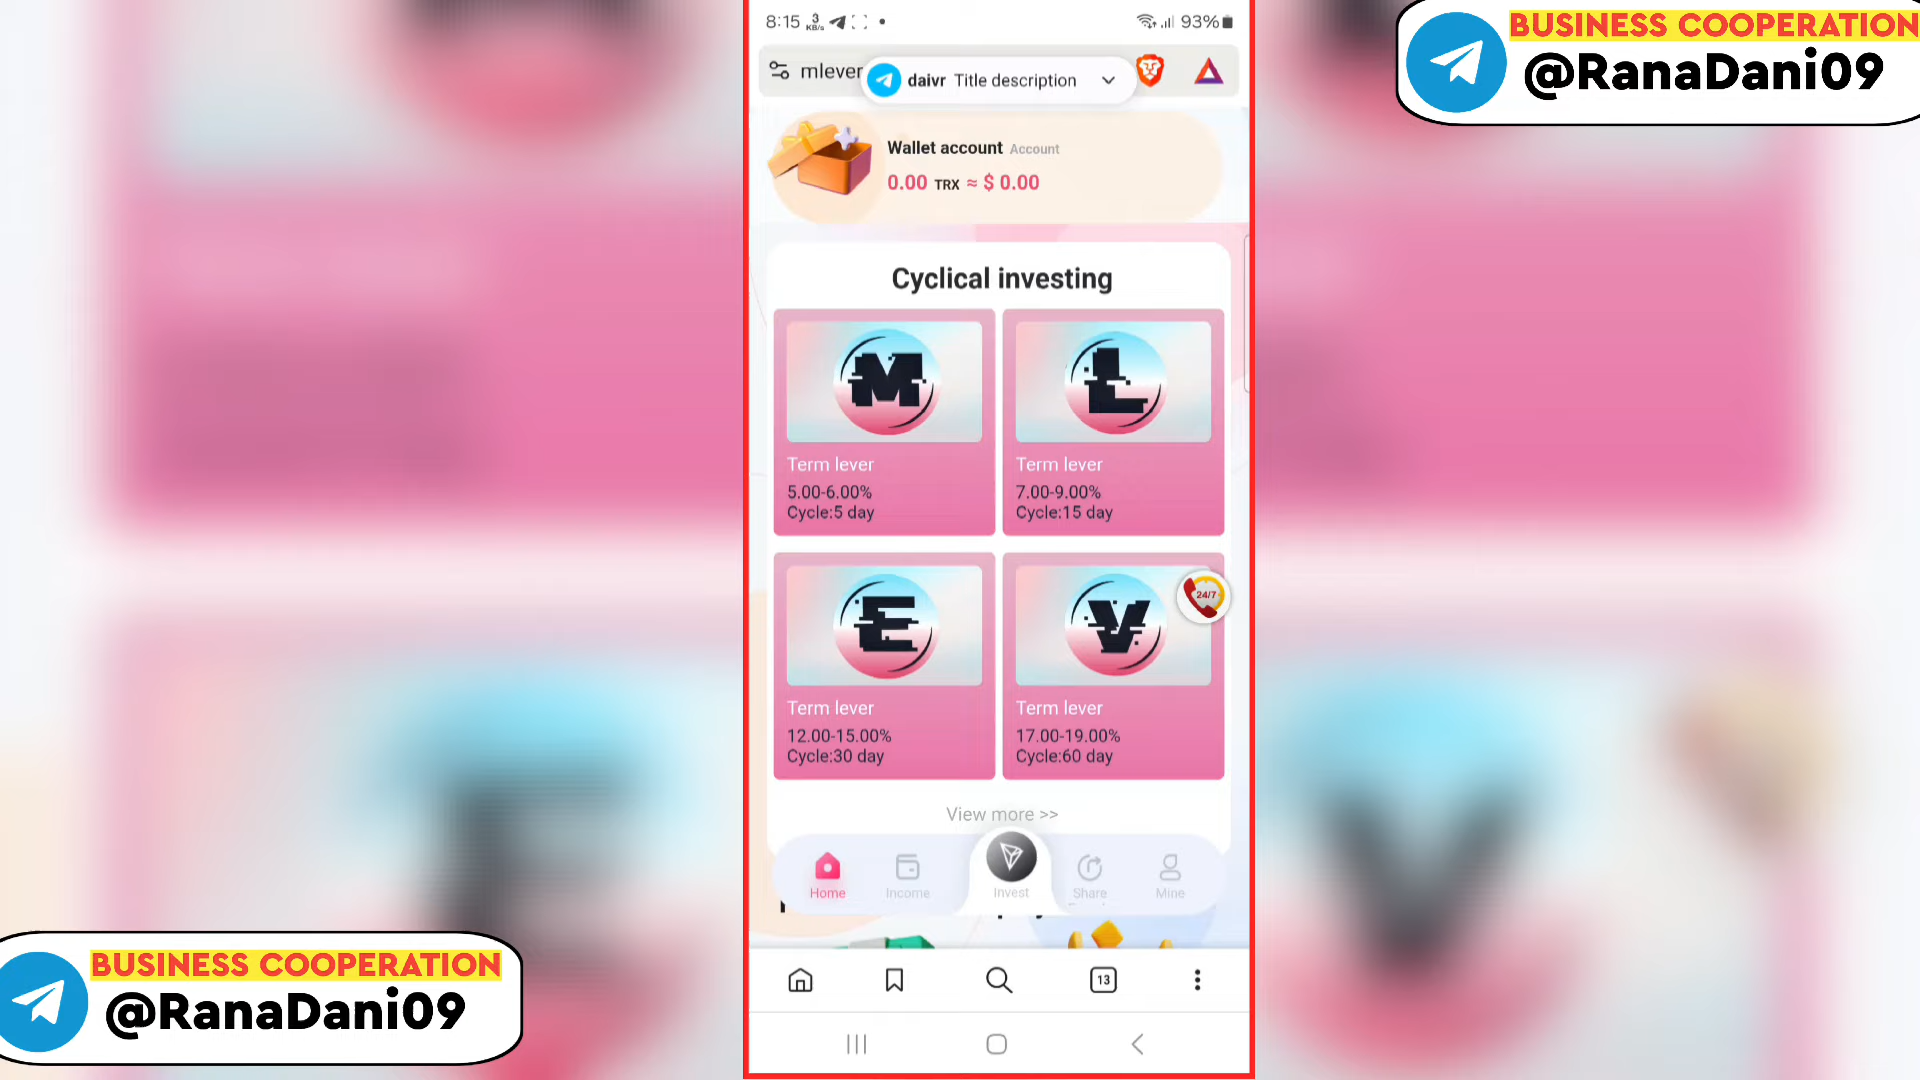 8:15 3 KB/s 93%
mlever
daivr Title description
BUSINESS COOPERATION
@RanaDani09
Wallet account Account
0.00 TRX ≈ $ 0.00
Cyclical investing
M
L
Term lever
5.00-6.00%
Cycle:5 day
Term lever
7.00-9.00%
Cycle:15 day
E
V
24/7
Term lever
12.00-15.00%
Cycle:30 day
Term lever
17.00-19.00%
Cycle:60 day
View more >>
Home
Income
Invest
Share
Mine
13
BUSINESS COOPERATION
@RanaDani09